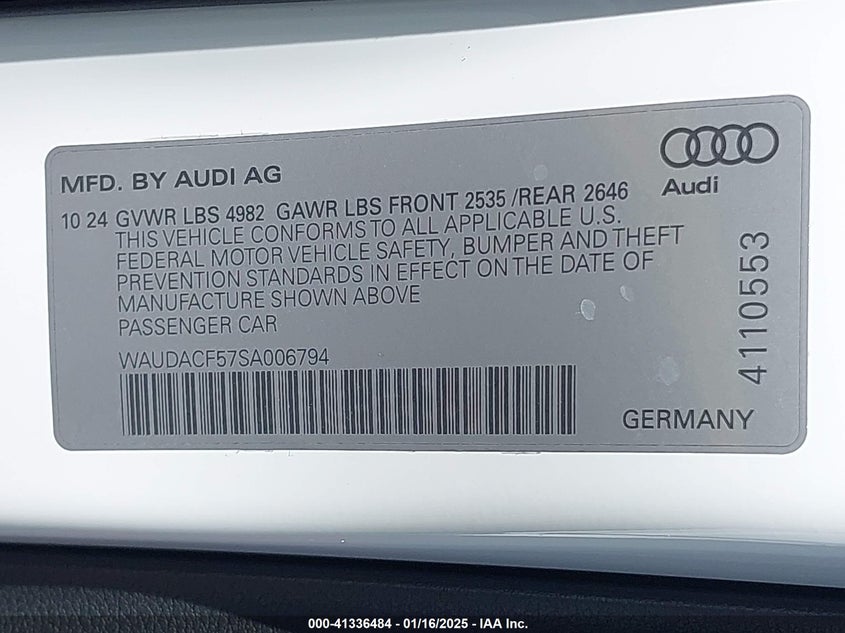 MFD. BY AUDI AG
Audi
10 24 GVWR LBS 4982 GAWR LBS FRONT 2535 /REAR 2646
THIS VEHICLE CONFORMS TO ALL APPLICABLE U.S.
FEDERAL MOTOR VEHICLE SAFETY, BUMPER AND THEFT
PREVENTION STANDARDS IN EFFECT ON THE DATE OF
MANUFACTURE SHOWN ABOVE
PASSENGER CAR
WAUDACF57SA006794
4110553
GERMANY
000-41336484 - 01/16/2025 - IAA Inc.